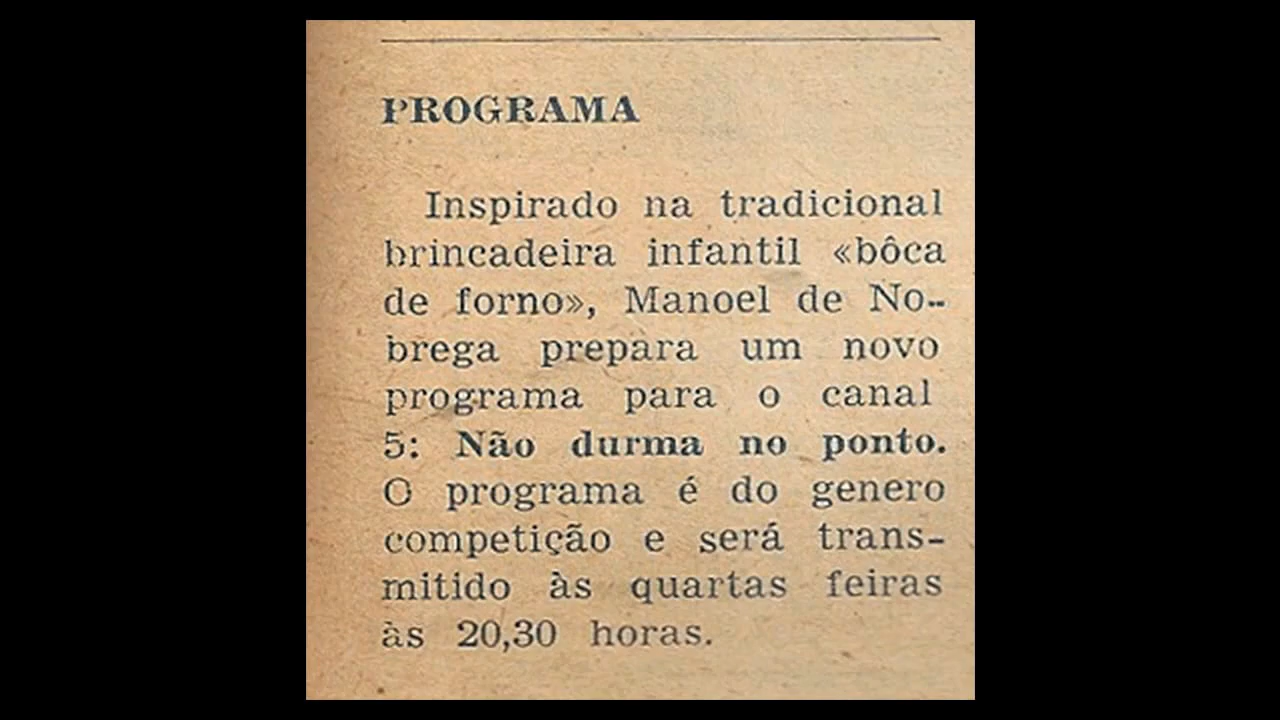 PROGRAMA
Inspirado na tradicional
brincadeira infantil «bôca
de forno», Manoel de No-
brega prepara um novo
programa para o canal
5: Não durma no ponto.
O programa é do genero
competição e será trans-
mitido às quartas feiras
às 20,30 horas.